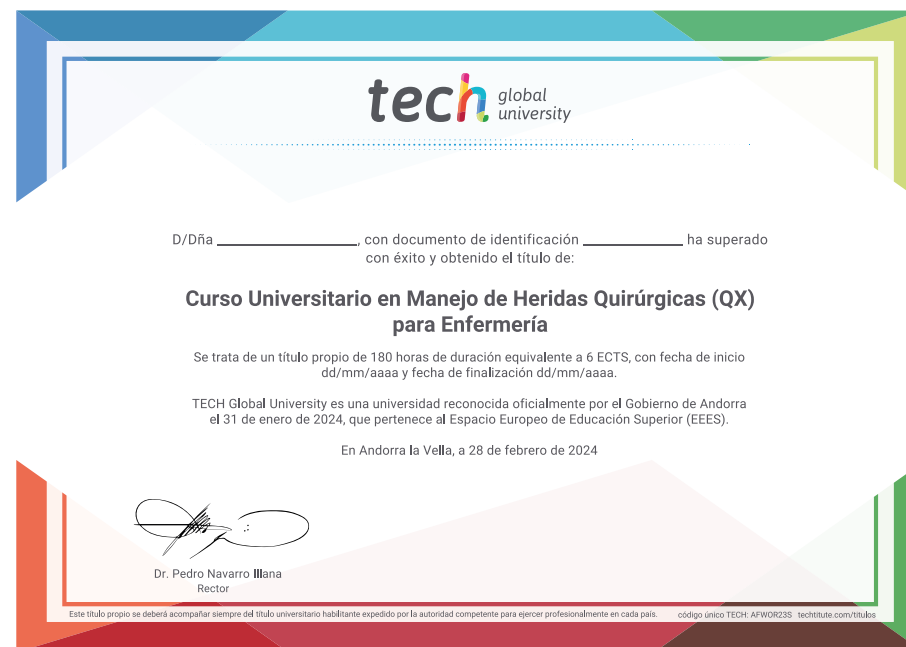 tech global university
D/Dña ____________, con documento de identificación ____________ ha superado
con éxito y obtenido el título de:
Curso Universitario en Manejo de Heridas Quirúrgicas (QX)
para Enfermería
Se trata de un título propio de 180 horas de duración equivalente a 6 ECTS, con fecha de inicio
dd/mm/aaaa y fecha de finalización dd/mm/aaaa.
TECH Global University es una universidad reconocida oficialmente por el Gobierno de Andorra
el 31 de enero de 2024, que pertenece al Espacio Europeo de Educación Superior (EEES).
En Andorra la Vella, a 28 de febrero de 2024
Dr. Pedro Navarro Illana
Rector
Este título propio se deberá acompañar siempre del título universitario habilitante expedido por la autoridad competente para ejercer profesionalmente en cada país. código único TECH: AFWOR23S techtitute.com/titulos